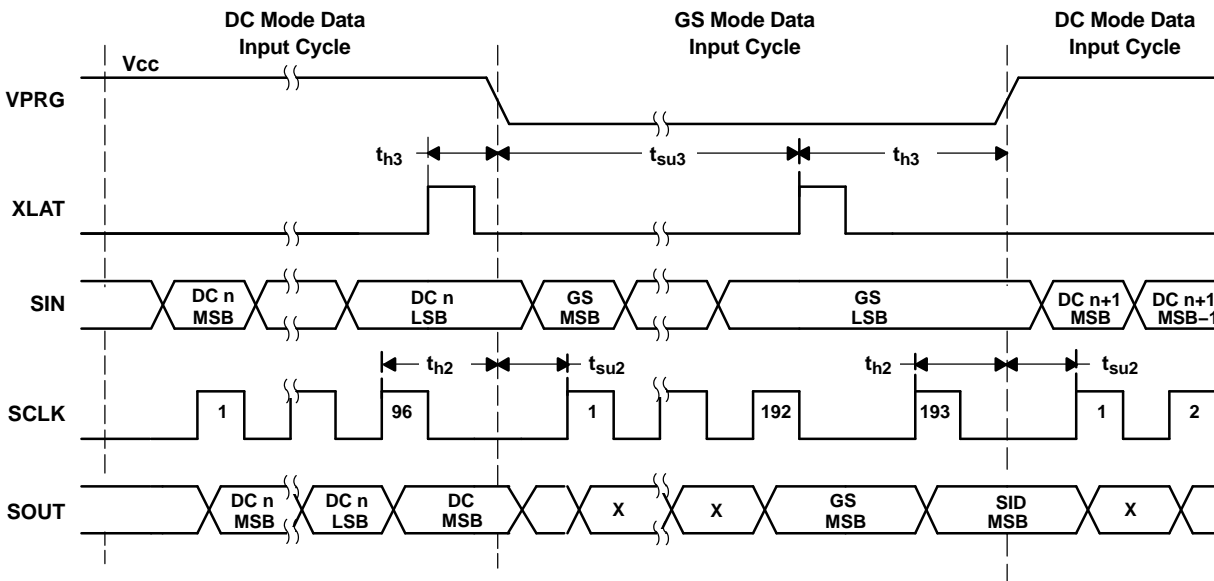 DC Mode Data
Input Cycle
GS Mode Data
Input Cycle
DC Mode Data
Input Cycle
Vcc
VPRG
th3
tsu3
th3
XLAT
SIN
DC n
MSB
DC n
LSB
GS
MSB
GS
LSB
DC n+1
MSB
DC n+1
MSB−1
th2
tsu2
th2
tsu2
SCLK
1
96
1
192
193
1
2
SOUT
DC n
MSB
DC n
LSB
DC
MSB
X
X
GS
MSB
SID
MSB
X